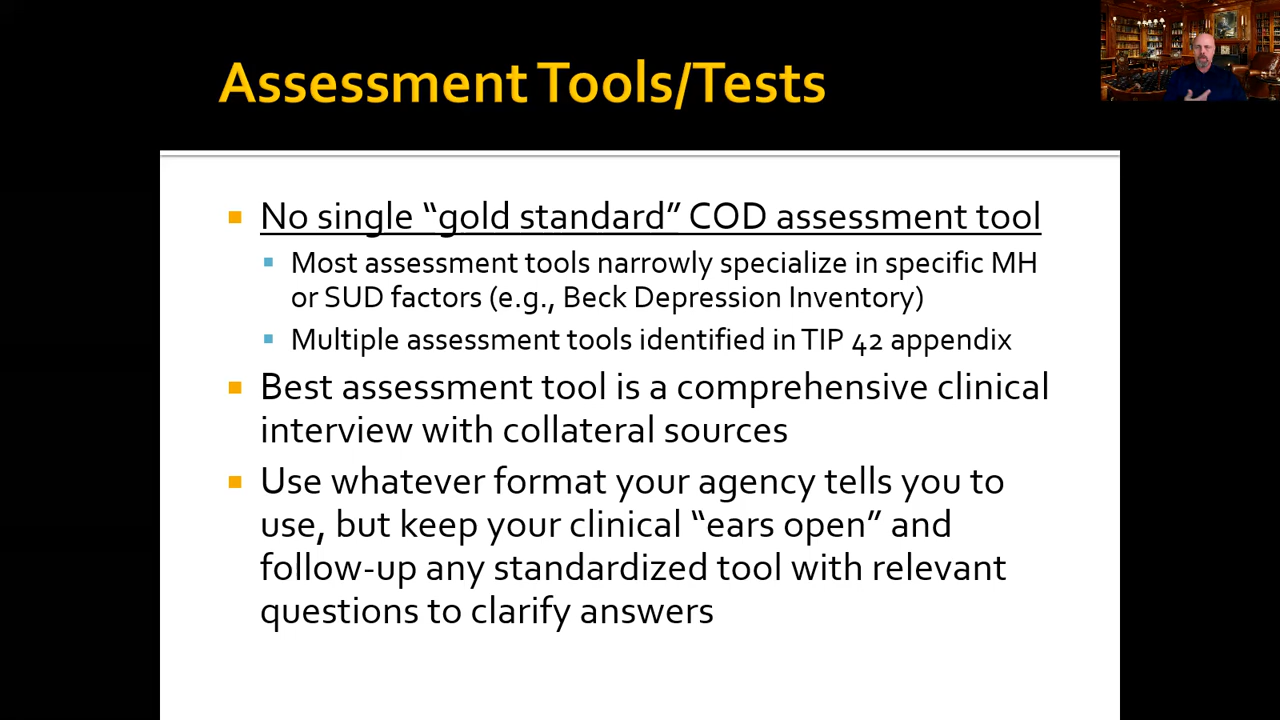 Assessment Tools/Tests
No single “gold standard” COD assessment tool
Most assessment tools narrowly specialize in specific MH
or SUD factors (e.g., Beck Depression Inventory)
Multiple assessment tools identified in TIP 42 appendix
Best assessment tool is a comprehensive clinical
interview with collateral sources
Use whatever format your agency tells you to
use, but keep your clinical “ears open” and
follow-up any standardized tool with relevant
questions to clarify answers